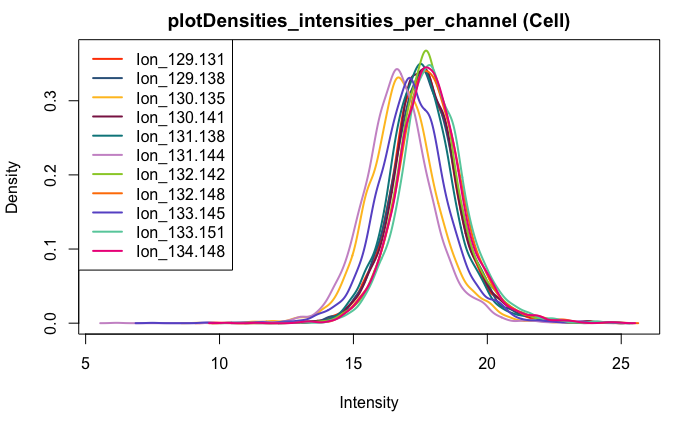 plotDensities_intensities_per_channel (Cell)
Ion_129.131
Ion_129.138
Ion_130.135
Ion_130.141
Ion_131.138
Ion_131.144
Ion_132.142
Ion_132.148
Ion_133.145
Ion_133.151
Ion_134.148
Density
0.3
0.2
0.1
0.0
5 10 15 20 25
Intensity